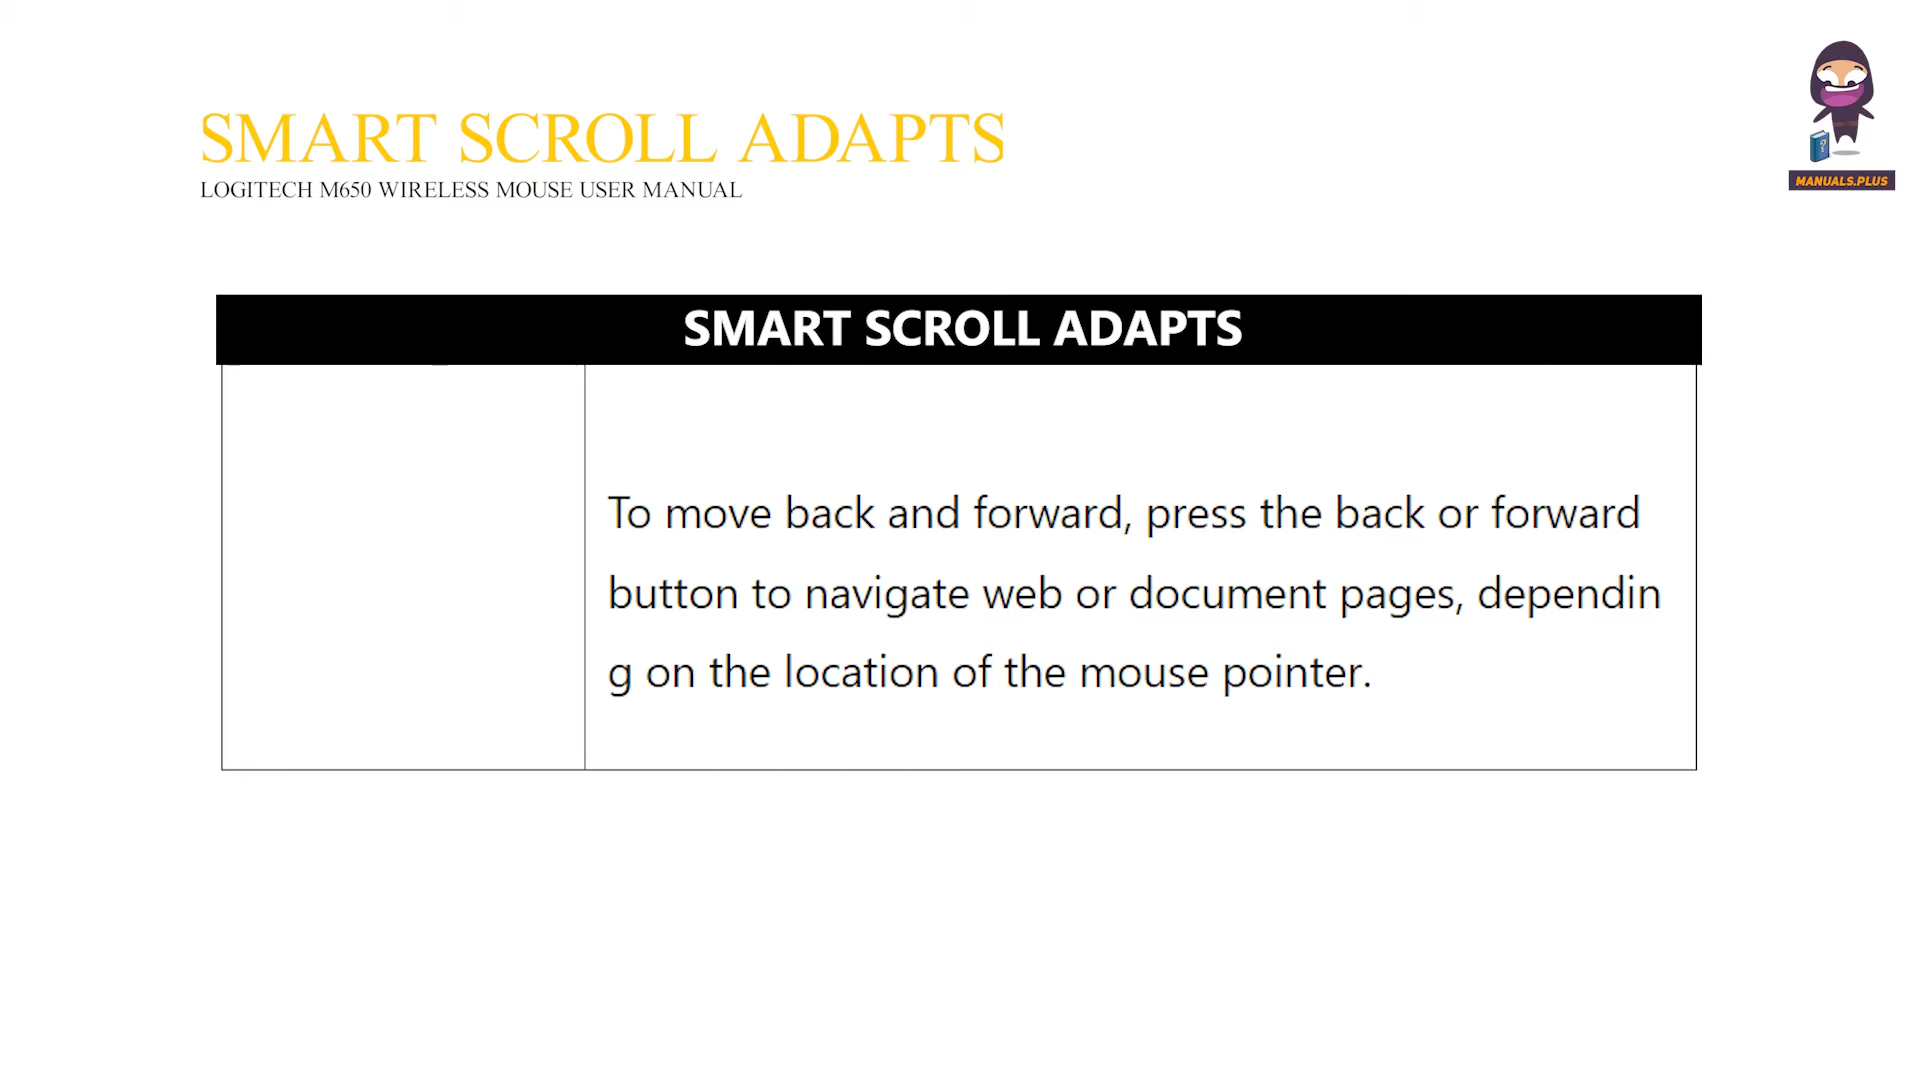 SMART SCROLL ADAPTS
LOGITECH M650 WIRELESS MOUSE USER MANUAL
?
MANUALS.PLUS
SMART SCROLL ADAPTS
To move back and forward, press the back or forward
button to navigate web or document pages, dependin
g on the location of the mouse pointer.